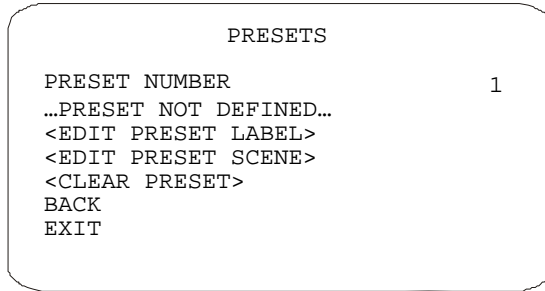 PRESETS
PRESET NUMBER 1
…PRESET NOT DEFINED…
<EDIT PRESET LABEL>
<EDIT PRESET SCENE>
<CLEAR PRESET>
BACK
EXIT